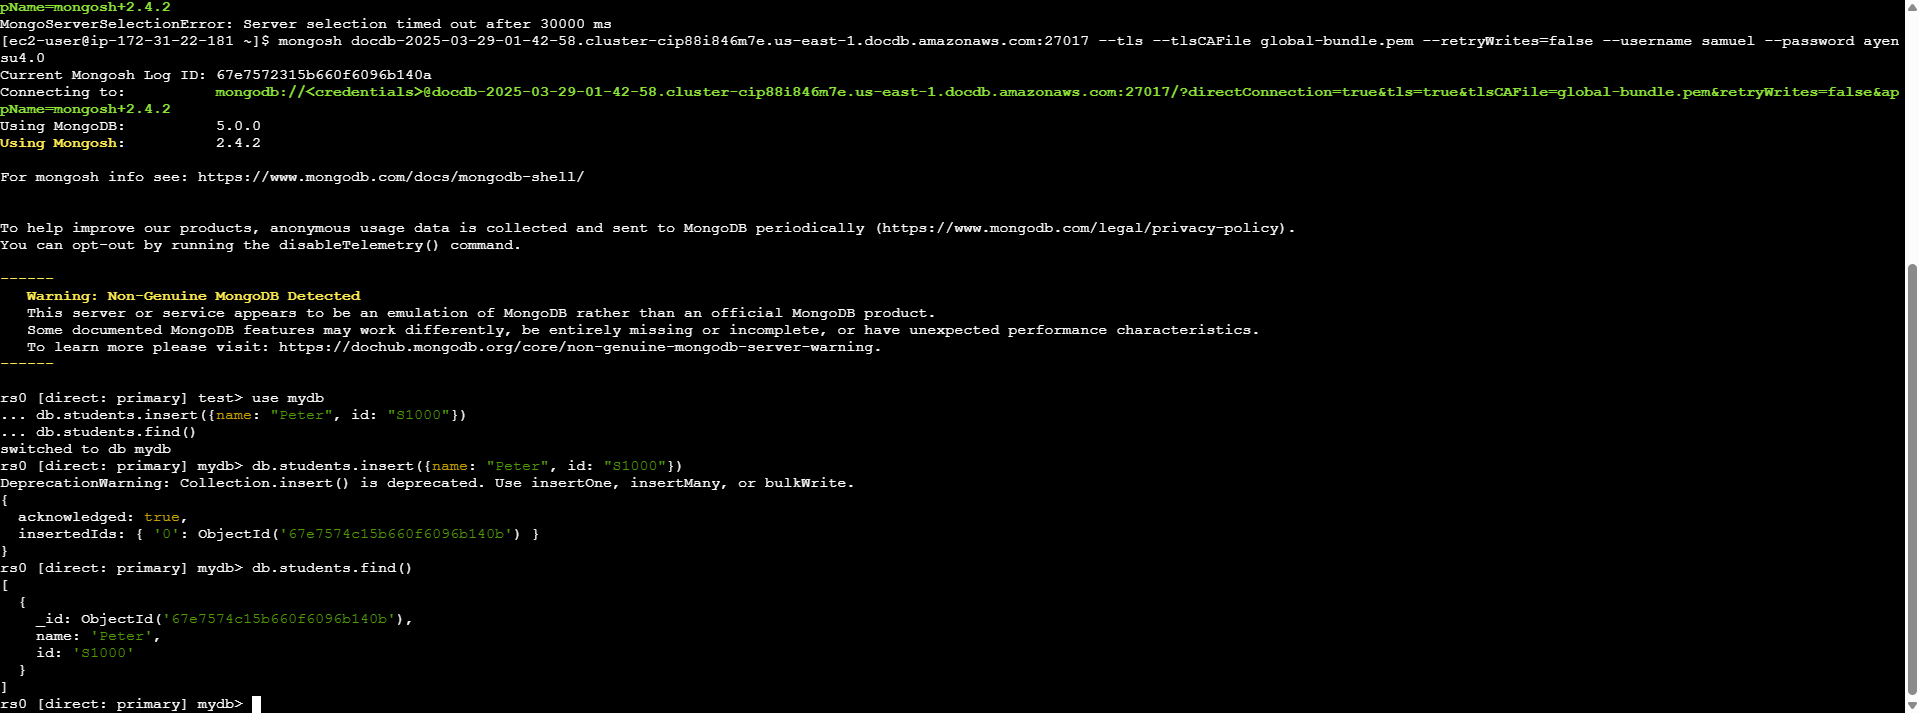 pName=mongosh+2.4.2
MongoServerSelectionError: Server selection timed out after 30000 ms
[ec2-user@ip-172-31-22-181 ~]$ mongosh docdb-2025-03-29-01-42-58.cluster-cip88i846m7e.us-east-1.docdb.amazonaws.com:27017 --tls --tlsCAFile global-bundle.pem --retryWrites=false --username samuel --password ayen
su4.0
Current Mongosh Log ID: 67e7572315b660f6096b140a
Connecting to:          mongodb://<credentials>@docdb-2025-03-29-01-42-58.cluster-cip88i846m7e.us-east-1.docdb.amazonaws.com:27017/?directConnection=true&tls=true&tlsCAFile=global-bundle.pem&retryWrites=false&ap
pName=mongosh+2.4.2
Using MongoDB:          5.0.0
Using Mongosh:          2.4.2
For mongosh info see: https://www.mongodb.com/docs/mongodb-shell/
To help improve our products, anonymous usage data is collected and sent to MongoDB periodically (https://www.mongodb.com/legal/privacy-policy).
You can opt-out by running the disableTelemetry() command.
------
   Warning: Non-Genuine MongoDB Detected
   This server or service appears to be an emulation of MongoDB rather than an official MongoDB product.
   Some documented MongoDB features may work differently, be entirely missing or incomplete, or have unexpected performance characteristics.
   To learn more please visit: https://dochub.mongodb.org/core/non-genuine-mongodb-server-warning.
------
rs0 [direct: primary] test> use mydb
... db.students.insert({name: "Peter", id: "S1000"})
... db.students.find()
switched to db mydb
rs0 [direct: primary] mydb> db.students.insert({name: "Peter", id: "S1000"})
DeprecationWarning: Collection.insert() is deprecated. Use insertOne, insertMany, or bulkWrite.
{
  acknowledged: true,
  insertedIds: { '0': ObjectId('67e7574c15b660f6096b140b') }
}
rs0 [direct: primary] mydb> db.students.find()
[
  {
    _id: ObjectId('67e7574c15b660f6096b140b'),
    name: 'Peter',
    id: 'S1000'
  }
]
rs0 [direct: primary] mydb>